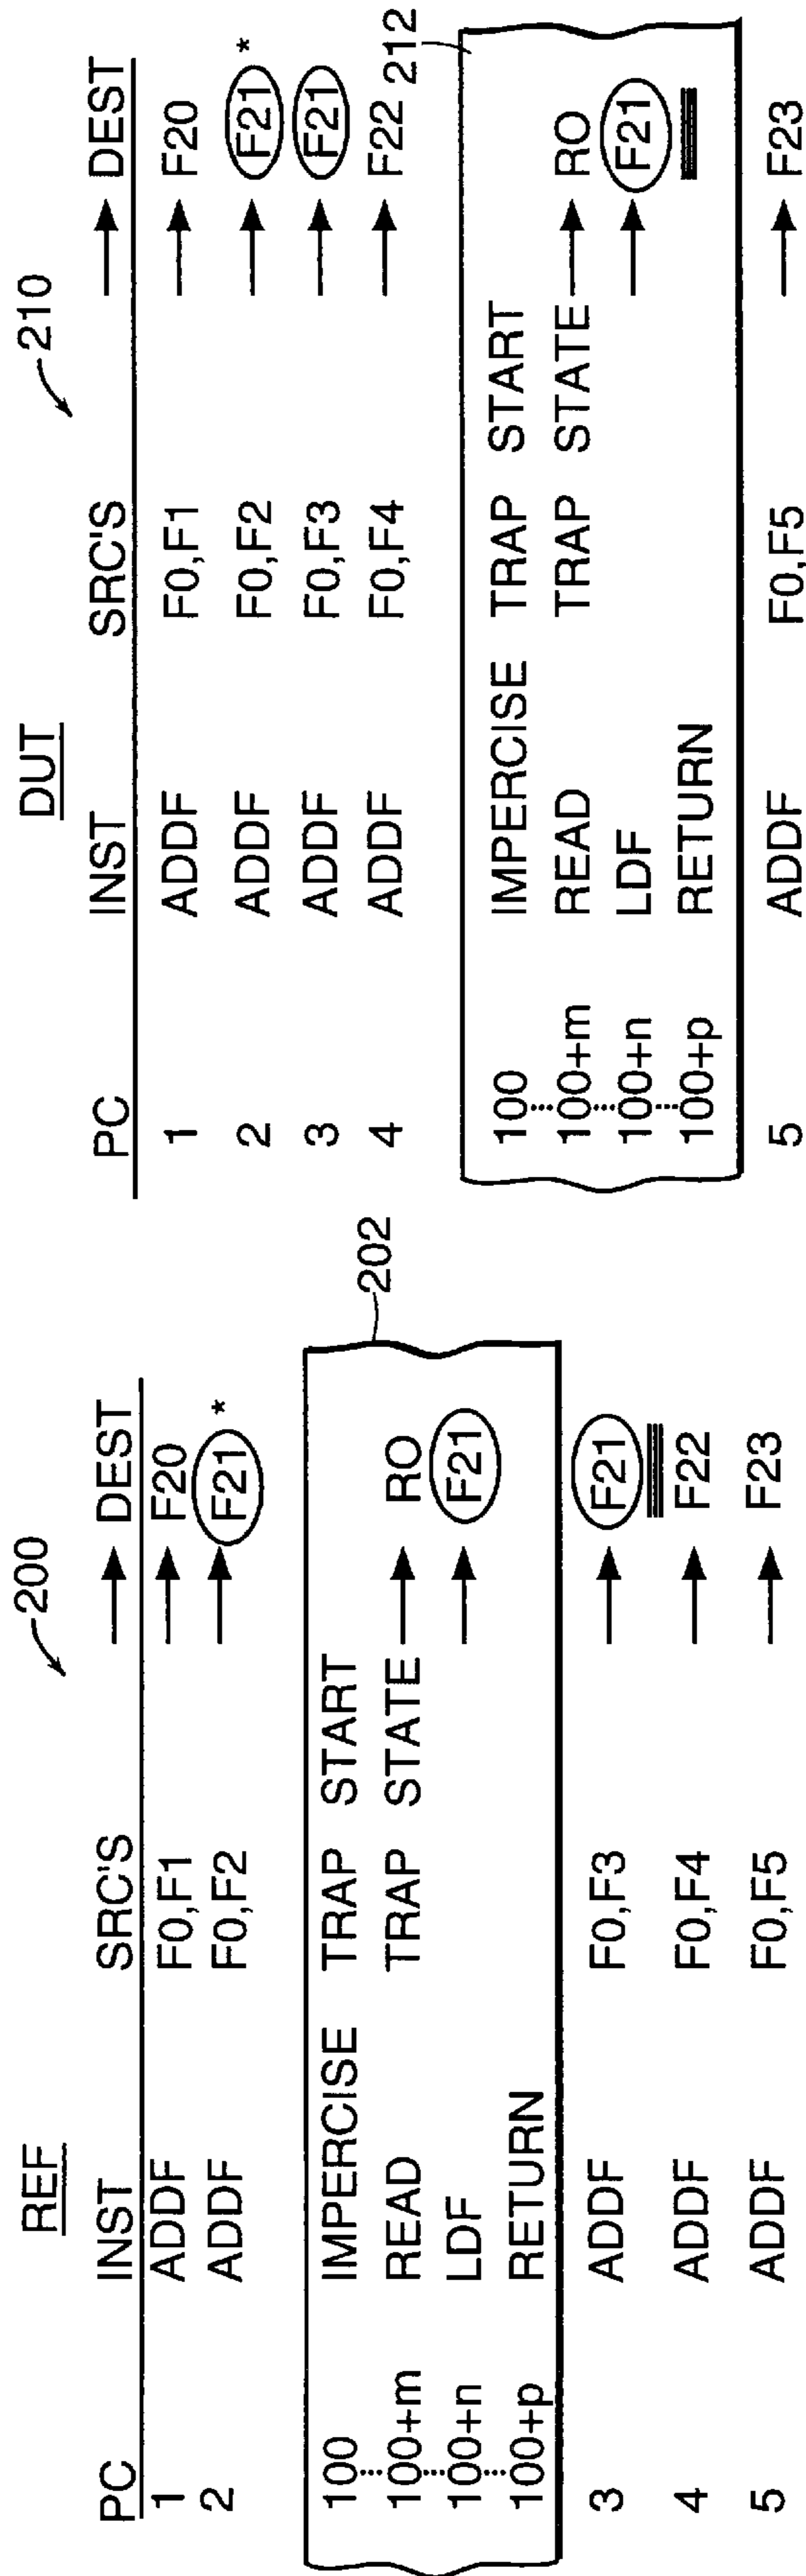 REF
200
PC INST SRC'S → DEST
1 ADDF F0,F1 → F20
2 ADDF F0,F2 → F21 *
202
100 IMPERCISE TRAP START
100+m READ TRAP STATE → RO
100+n LDF → F21
100+p RETURN
3 ADDF F0,F3 → F21
4 ADDF F0,F4 → F22
5 ADDF F0,F5 → F23
DUT
210
PC INST SRC'S → DEST
1 ADDF F0,F1 → F20
2 ADDF F0,F2 → F21 *
3 ADDF F0,F3 → F21
4 ADDF F0,F4 → F22
212
100 IMPERCISE TRAP START
100+m READ TRAP STATE → RO
100+n LDF → F21
100+p RETURN
5 ADDF F0,F5 → F23